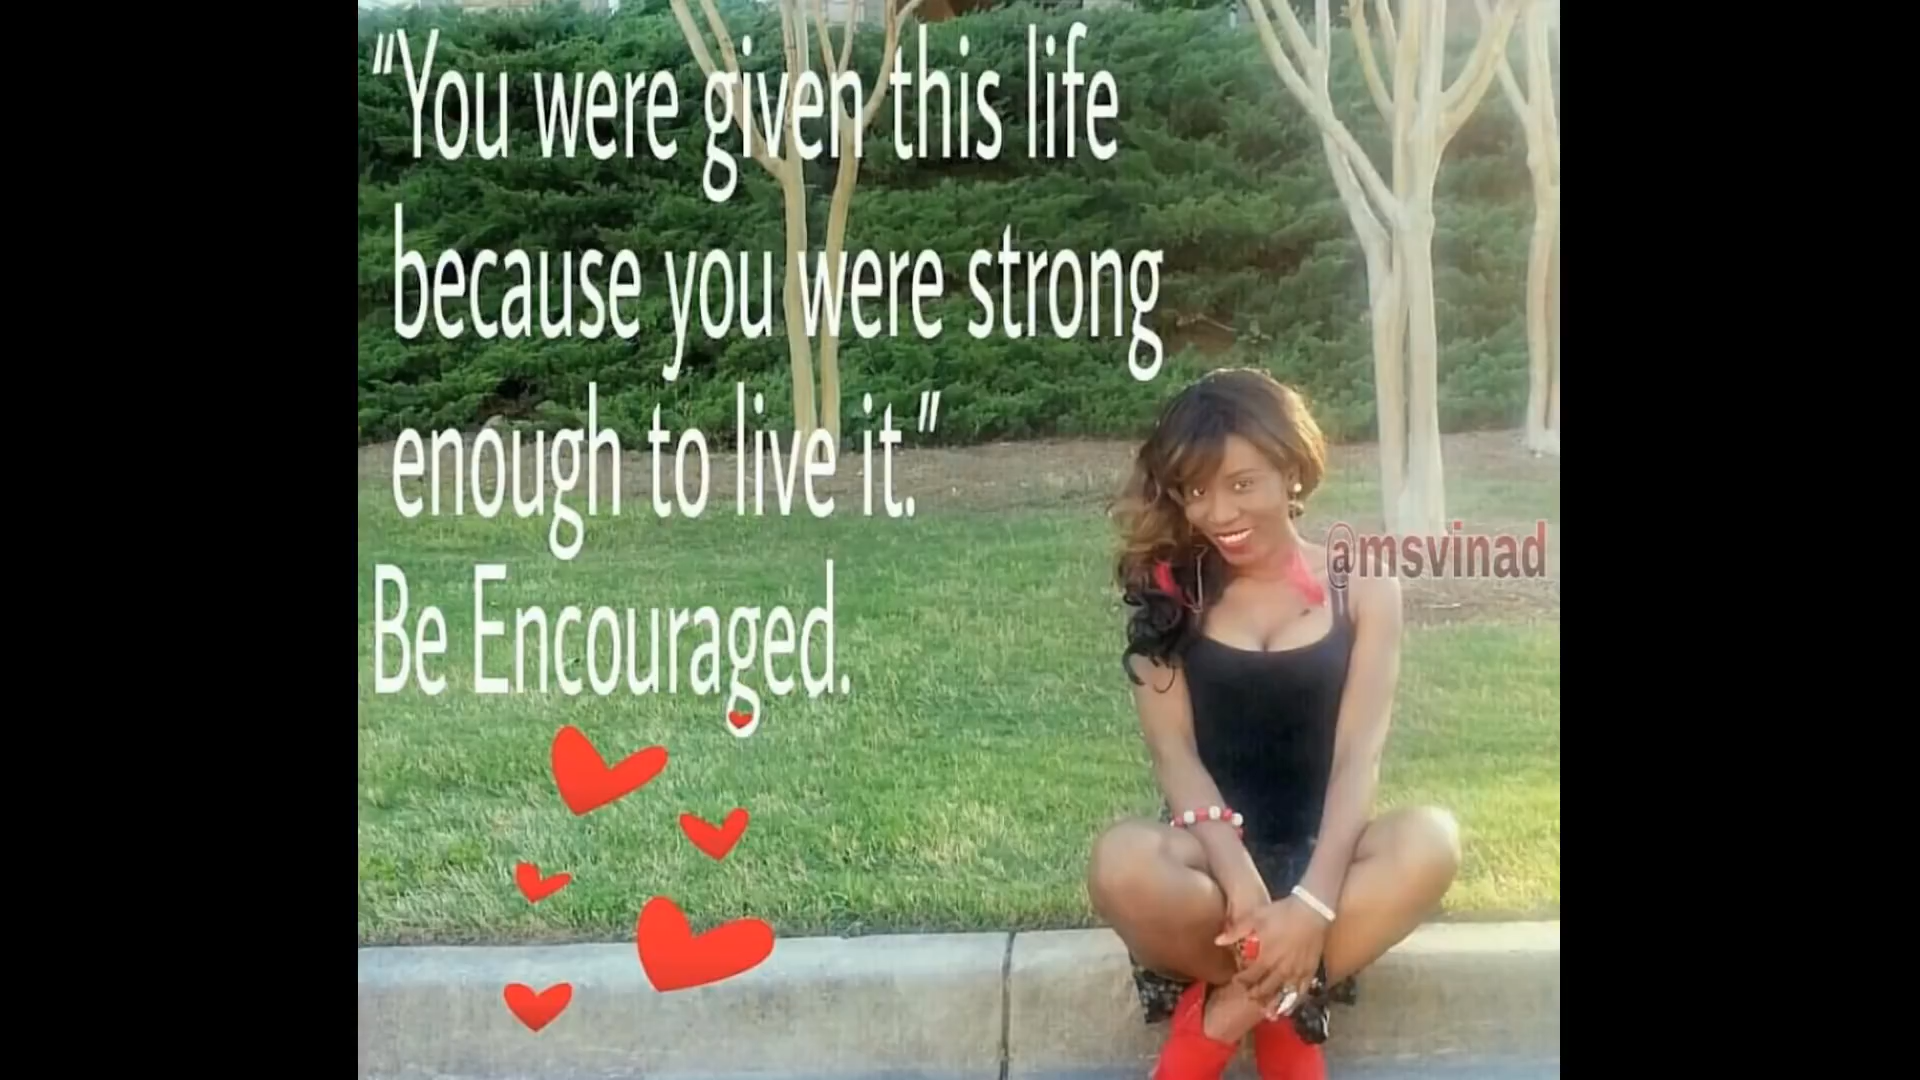 “You were given this life
because you were strong
enough to live it.”
@msvinad
Be Encouraged.